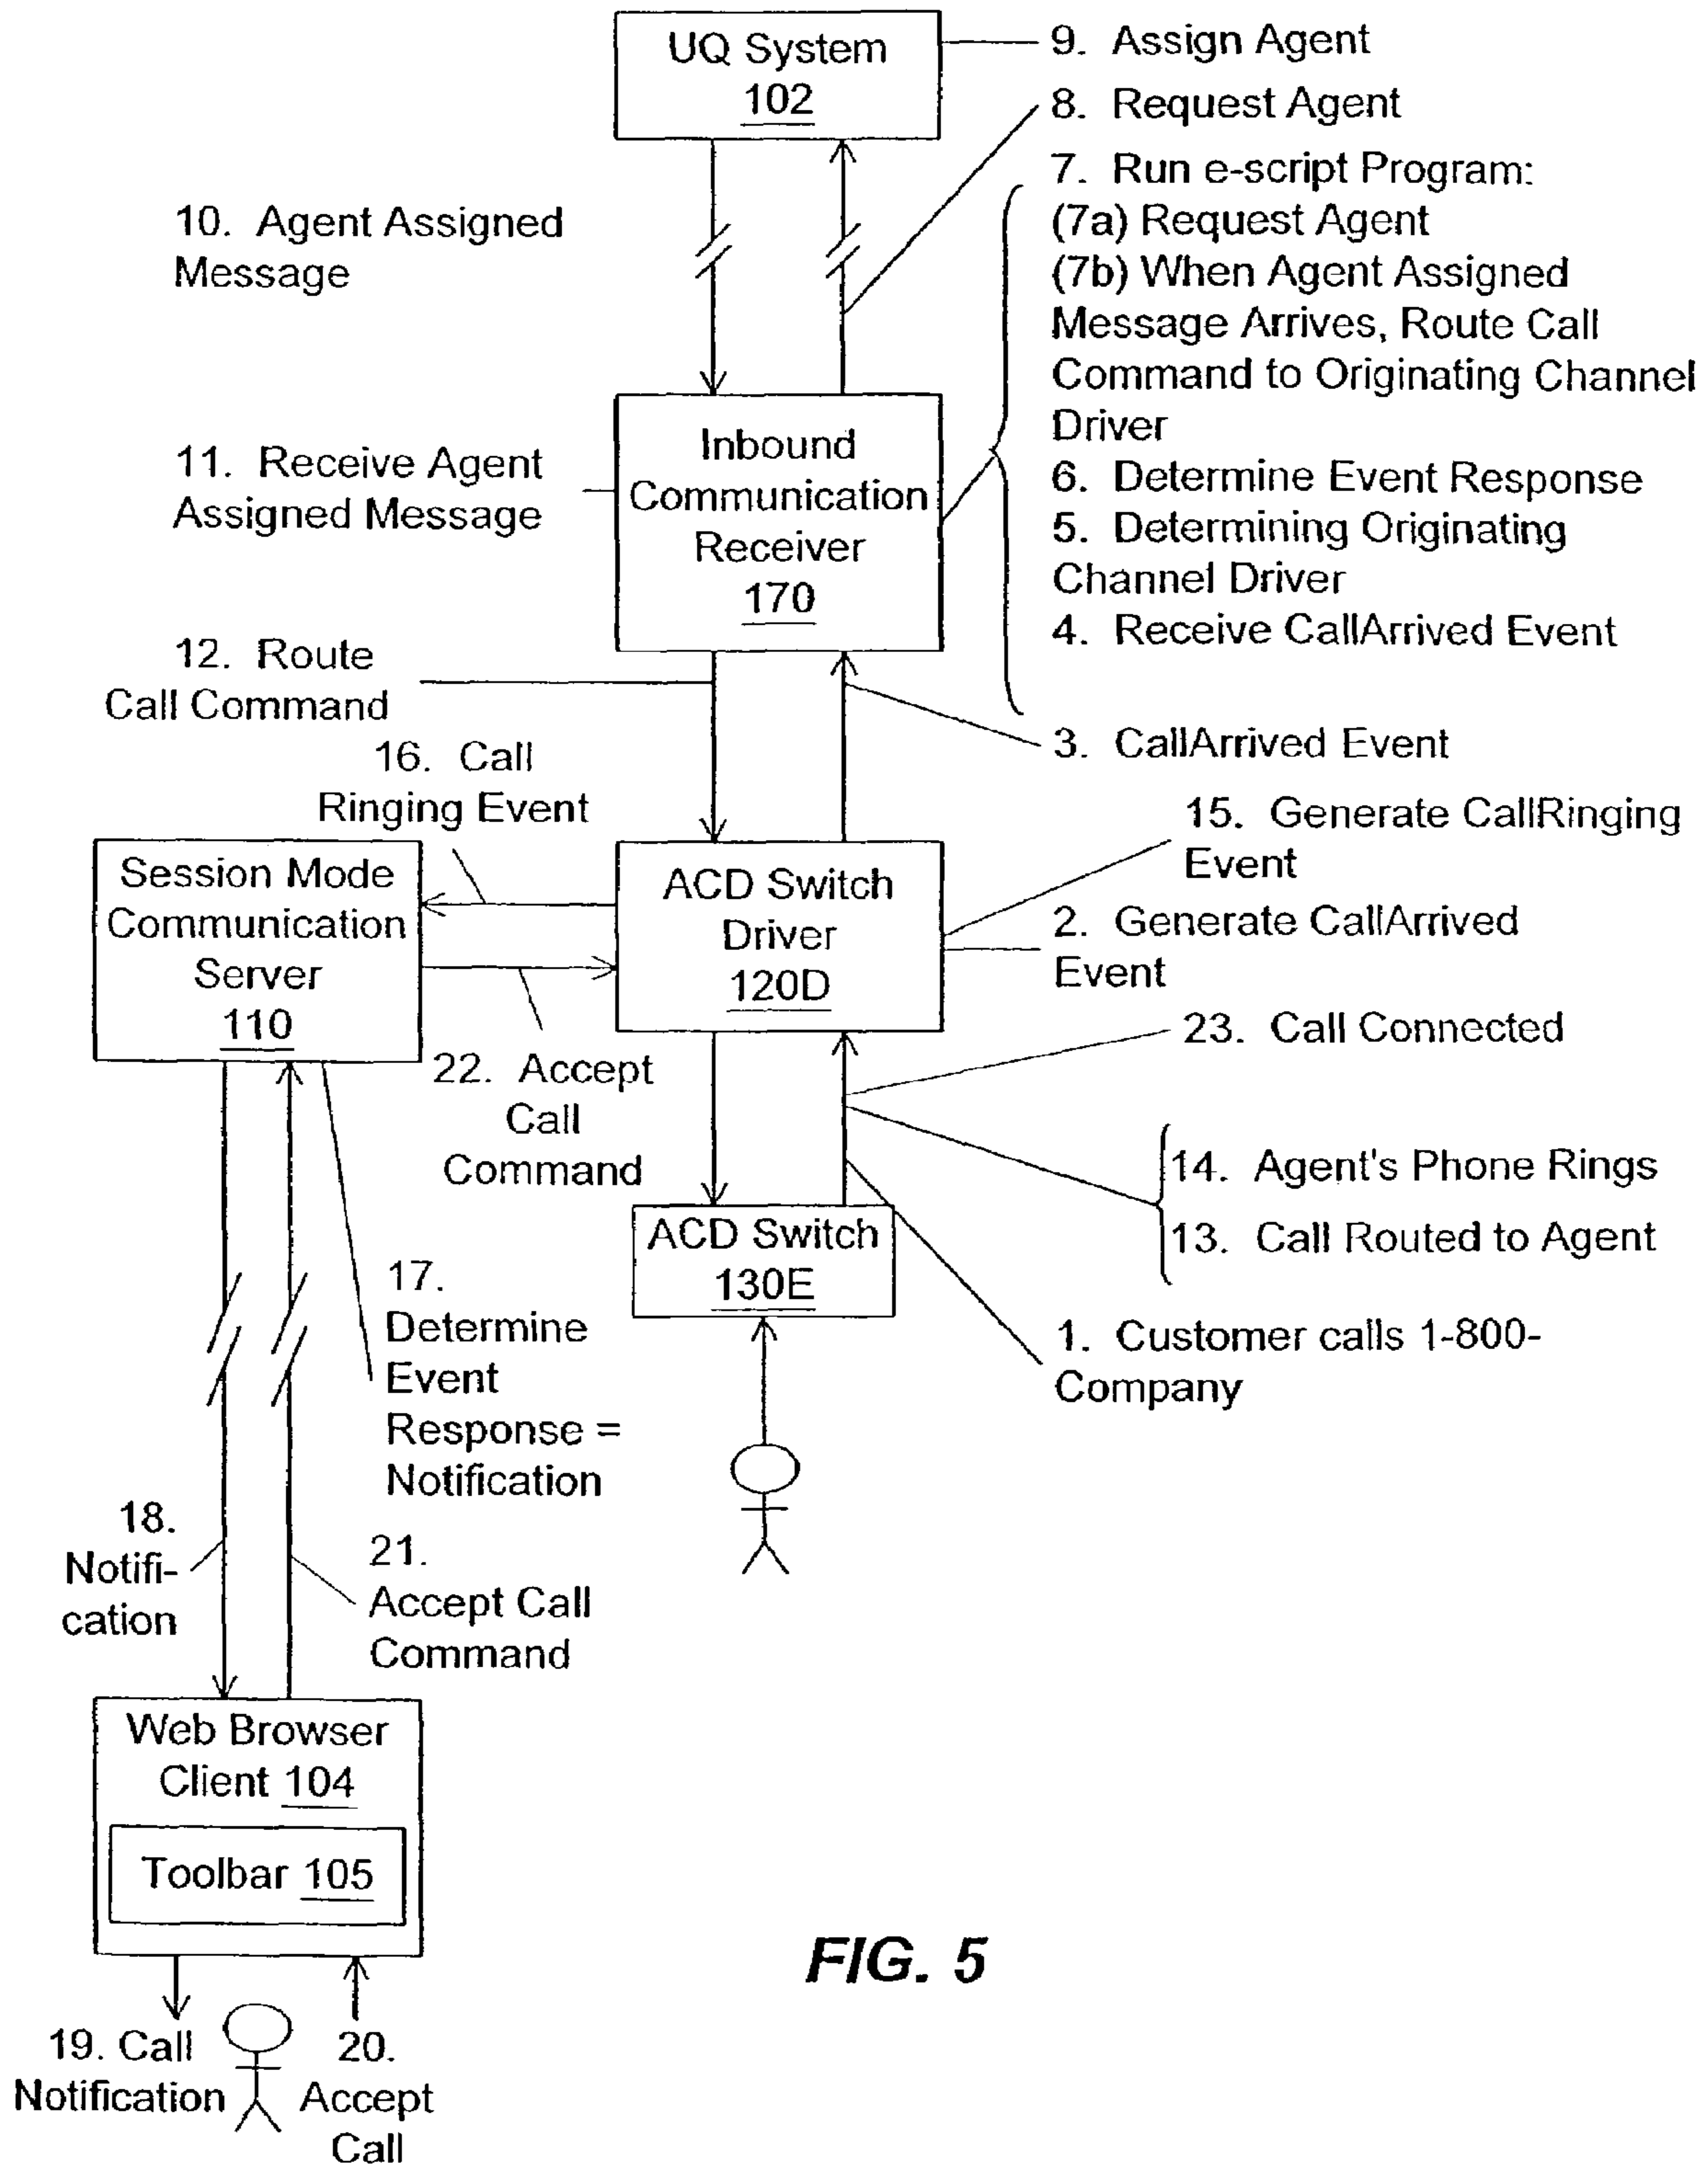 UQ System
102
9. Assign Agent
8. Request Agent
7. Run e-script Program:
(7a) Request Agent
(7b) When Agent Assigned
Message Arrives, Route Call
Command to Originating Channel
Driver
10. Agent Assigned
Message
Inbound
Communication
Receiver
170
11. Receive Agent
Assigned Message
6. Determine Event Response
5. Determining Originating
Channel Driver
4. Receive CallArrived Event
12. Route
Call Command
3. CallArrived Event
16. Call
Ringing Event
15. Generate CallRinging
Event
Session Mode
Communication
Server
110
ACD Switch
Driver
120D
2. Generate CallArrived
Event
23. Call Connected
22. Accept
Call
Command
14. Agent's Phone Rings
13. Call Routed to Agent
ACD Switch
130E
17.
Determine
Event
Response =
Notification
1. Customer calls 1-800-
Company
18.
Notifi-
cation
21.
Accept Call
Command
Web Browser
Client 104
Toolbar 105
FIG. 5
19. Call
Notification
20.
Accept
Call